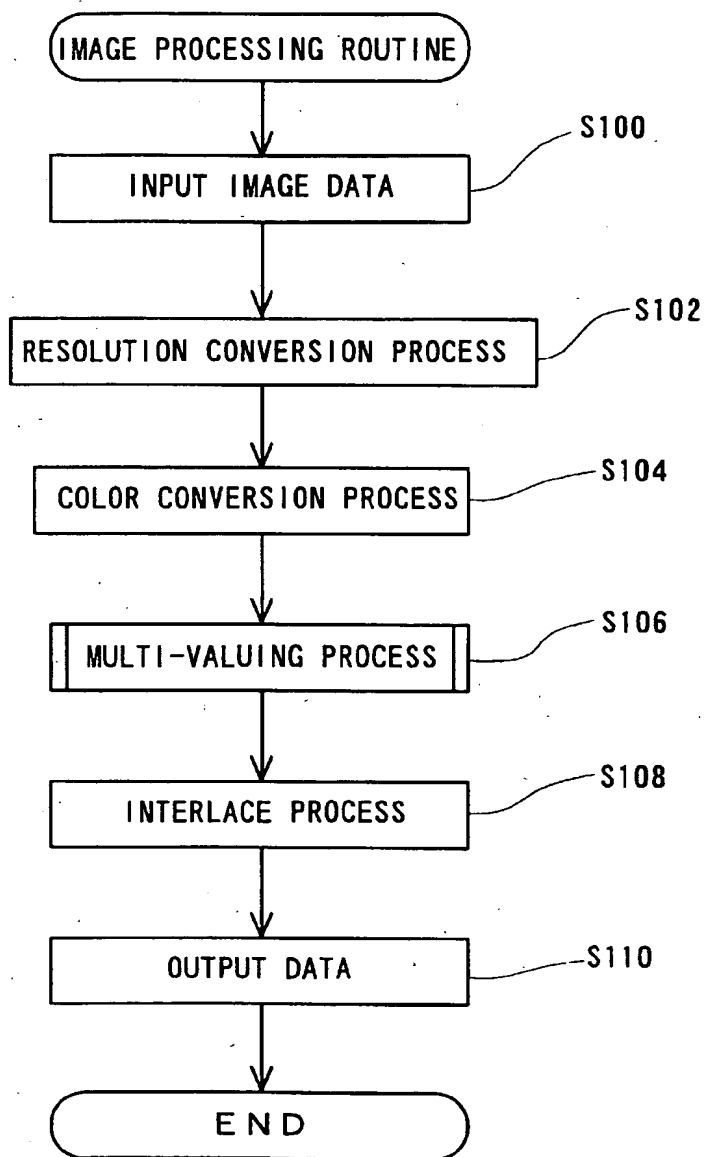 IMAGE PROCESSING ROUTINE
S100
INPUT IMAGE DATA
S102
RESOLUTION CONVERSION PROCESS
S104
COLOR CONVERSION PROCESS
S106
MULTI-VALUING PROCESS
S108
INTERLACE PROCESS
S110
OUTPUT DATA
END